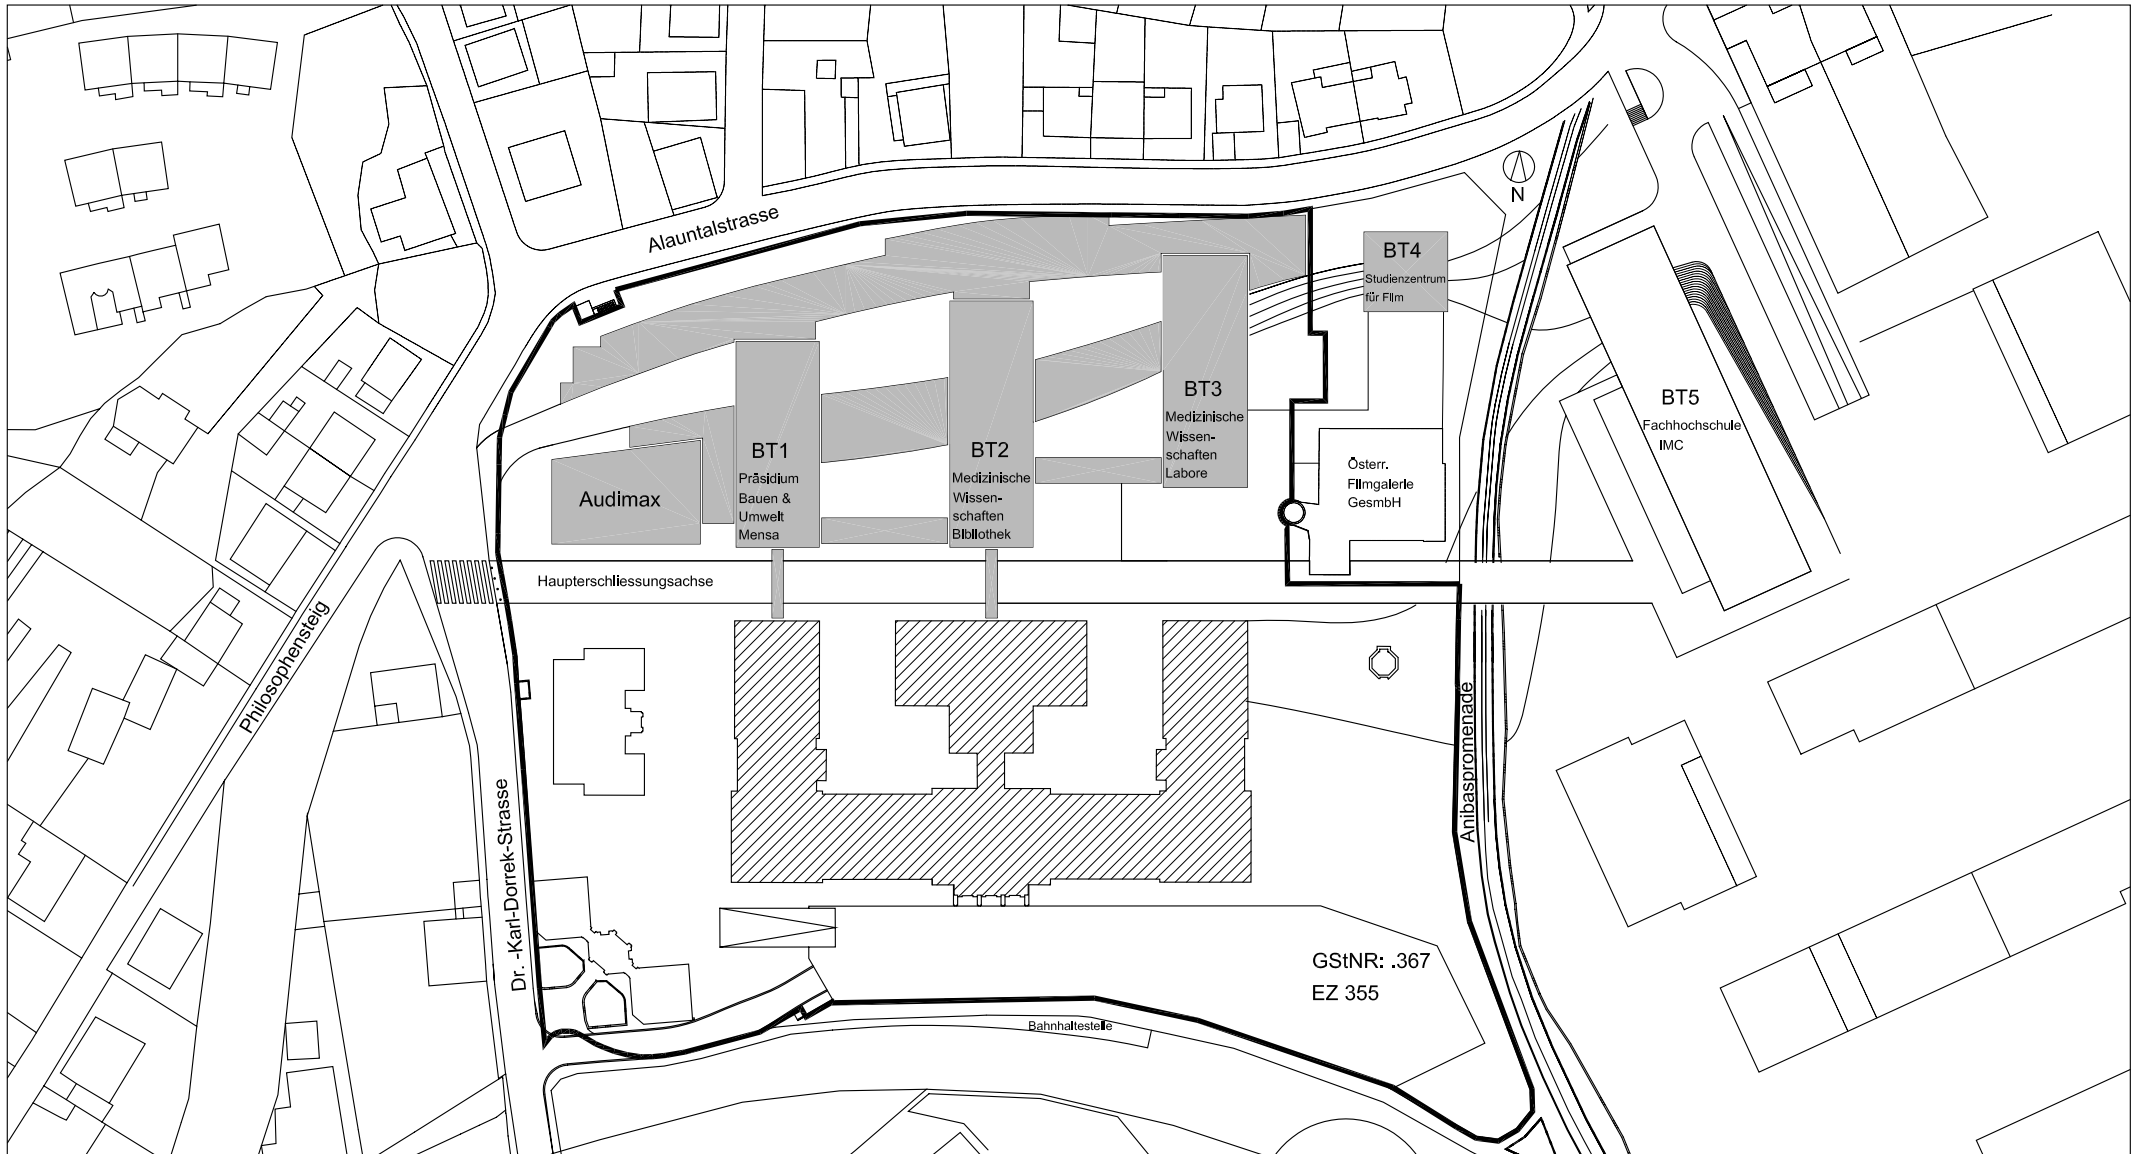 Alauntalstrasse
N
BT4
Studienzentrum
für Film
BT3
Medizinische
Wissen-
schaften
Labore
BT5
Fachhochschule
IMC
BT1
Präsidium
Bauen &
Umwelt
Mensa
BT2
Medizinische
Wissen-
schaften
Bibliothek
Audimax
Österr.
Filmgalerie
GesmbH
Haupterschliessungsachse
Philosophensteig
Dr. -Karl-Dorrek-Strasse
Anibaspromenade
GStNR: .367
EZ 355
Bahnhaltestelle